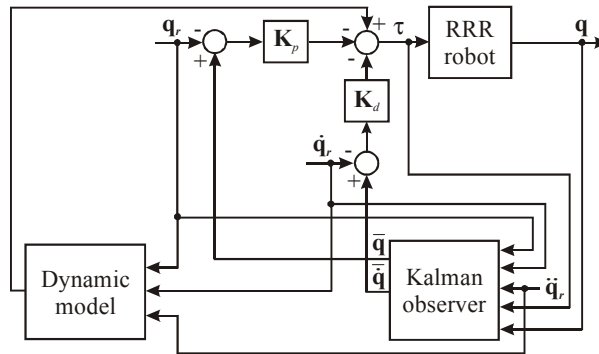 q_r
-
+
K_p
-
+
-
τ
RRR
robot
q
K_d
q̇_r
-
+
q̄
q̄̇
Dynamic
model
Kalman
observer
q̈_r